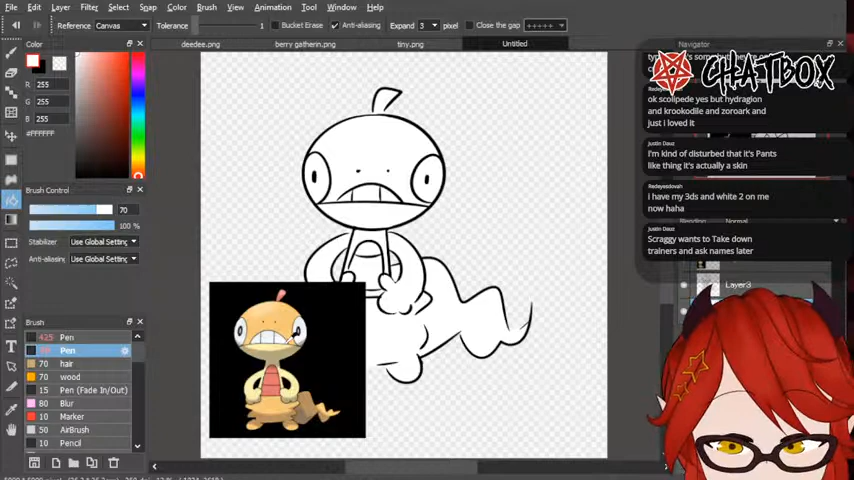 File Edit Layer Filter Select Snap Color Brush View Animation Tool Window Help
Reference Canvas Tolerance 1 Bucket Erase Anti-aliasing Expand 3 pixel Close the gap +++++
Color
deedee.png berry gatherin.png tiny.png Untitled
Navigator
R 255
G 255
B 255
#FFFFFF
Brush Control
70
100 %
Stabilizer Use Global Setting
Anti-aliasing Use Global Setting
Brush
425 Pen
Pen
70 hair
70 wood
15 Pen (Fade In/Out)
80 Blur
10 Marker
50 AirBrush
10 Pencil
CHATBOX
Redeyesdovah
ok scolipede yes but hydragion
and krookodile and zoroark and
just i loved it
Justin Dauz
I'm kind of disturbed that it's Pants
like thing it's actually a skin
Redeyesdovah
i have my 3ds and white 2 on me
now haha
Normal
Justin Dauz
Scraggy wants to Take down
trainers and ask names later
Layer3